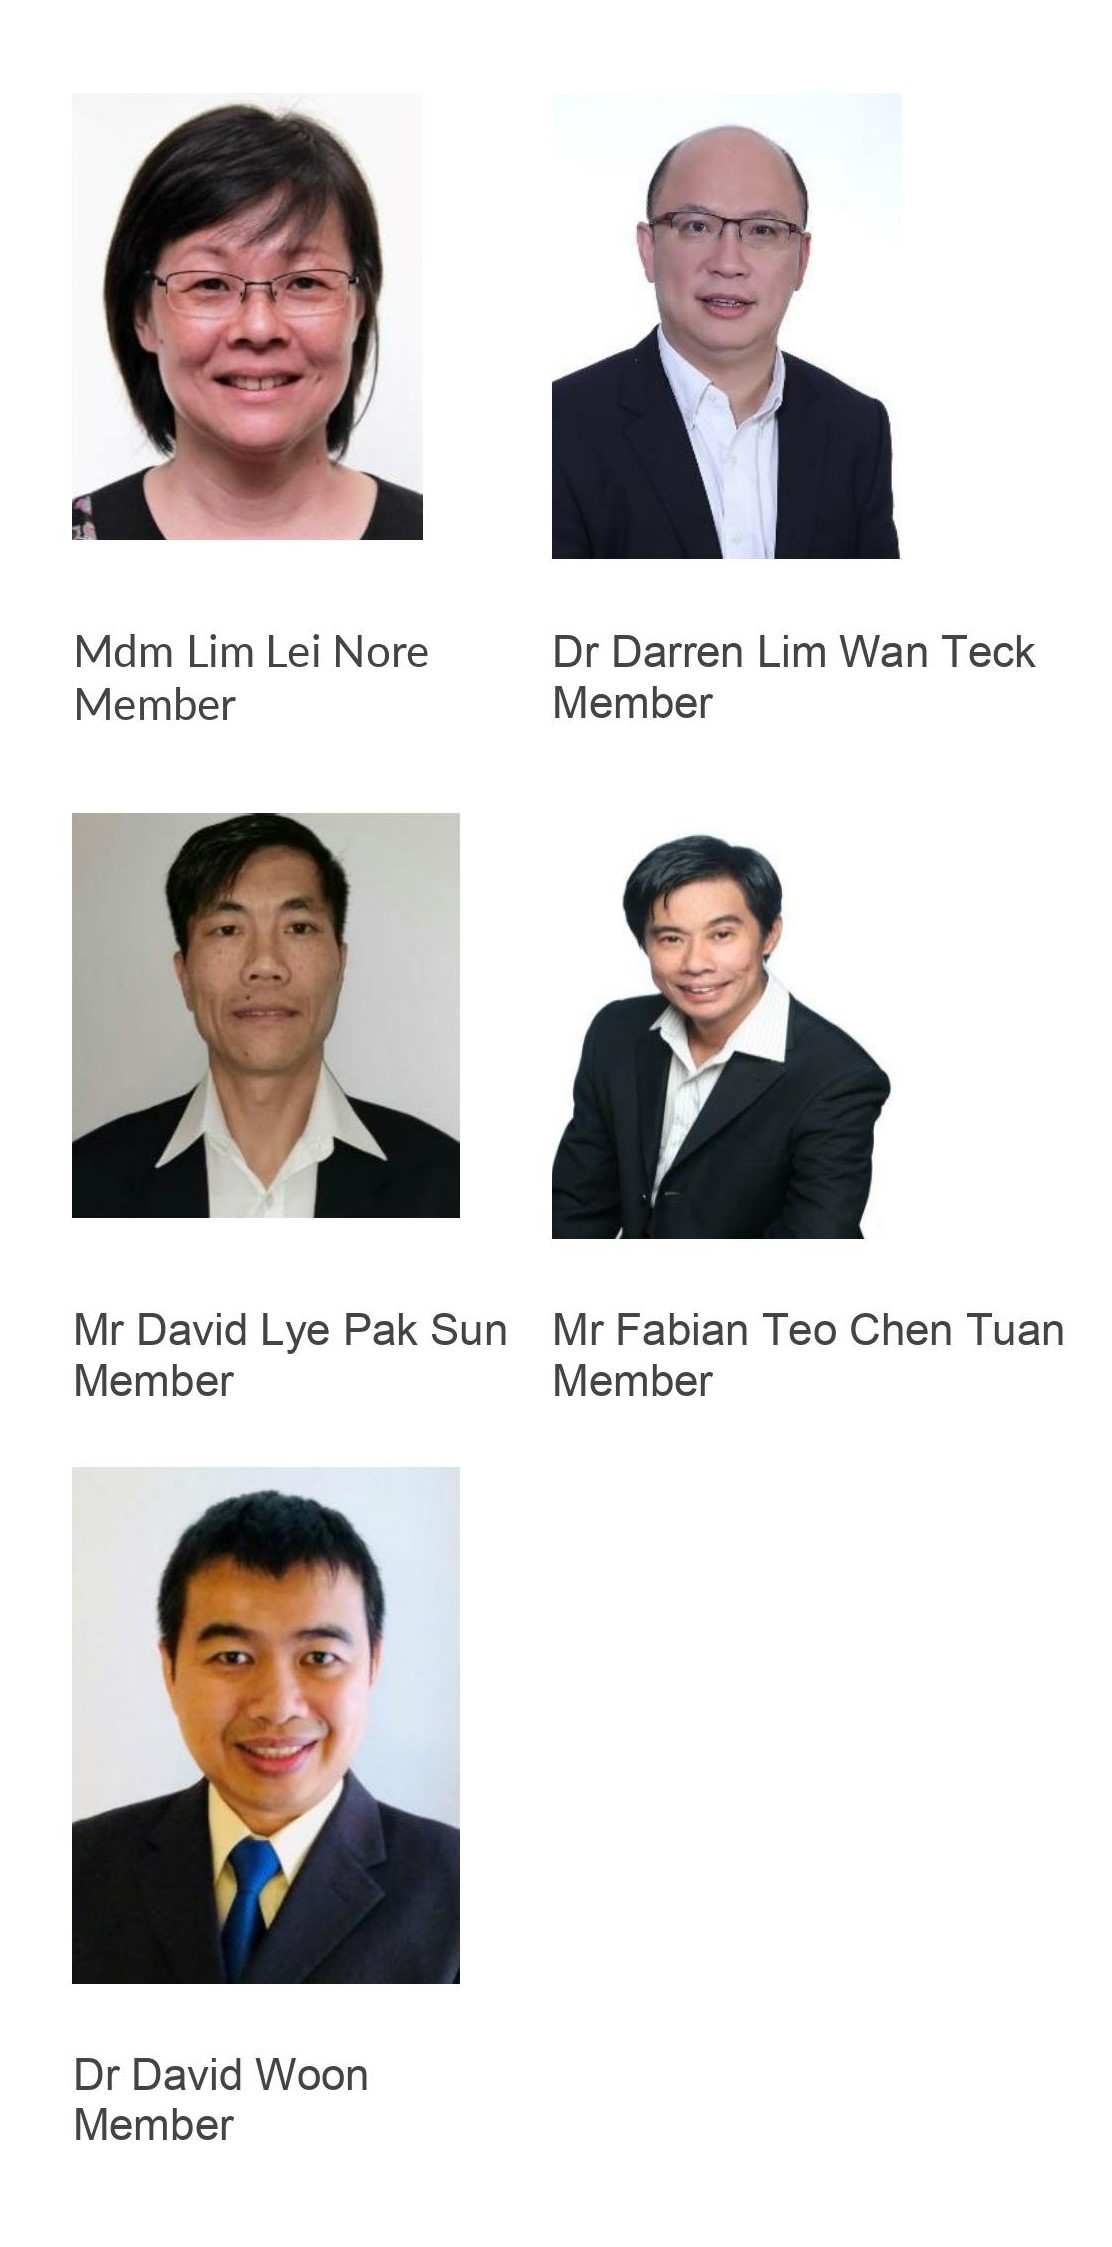 Mdm Lim Lei Nore
Member
Dr Darren Lim Wan Teck
Member
Mr David Lye Pak Sun
Member
Mr Fabian Teo Chen Tuan
Member
Dr David Woon
Member